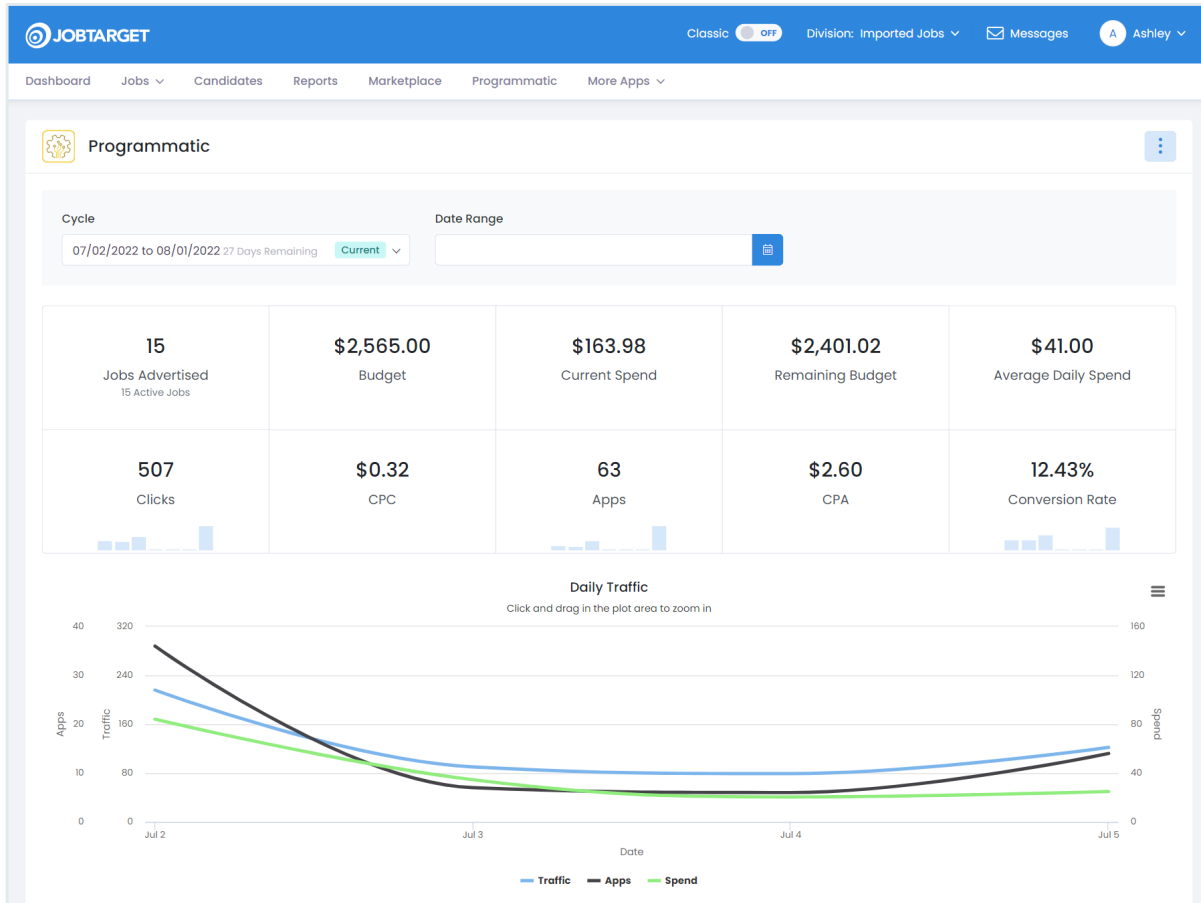 JOBTARGET
Classic OFF Division: Imported Jobs Messages A Ashley
Dashboard Jobs Candidates Reports Marketplace Programmatic More Apps
Programmatic
Cycle Date Range
07/02/2022 to 08/01/2022 27 Days Remaining Current
15 $2,565.00 $163.98 $2,401.02 $41.00
Jobs Advertised Budget Current Spend Remaining Budget Average Daily Spend
15 Active Jobs
507 $0.32 63 $2.60 12.43%
Clicks CPC Apps CPA Conversion Rate
Daily Traffic
Click and drag in the plot area to zoom in
40 320 160
30 240 120
Apps Traffic Spend
20 160 80
10 80 40
0 0 0
Jul 2 Jul 3 Jul 4 Jul 5
Date
Traffic Apps Spend